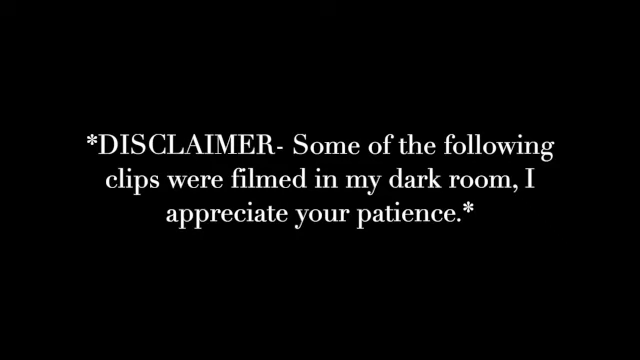 *DISCLAIMER- Some of the following
clips were filmed in my dark room, I
appreciate your patience.*